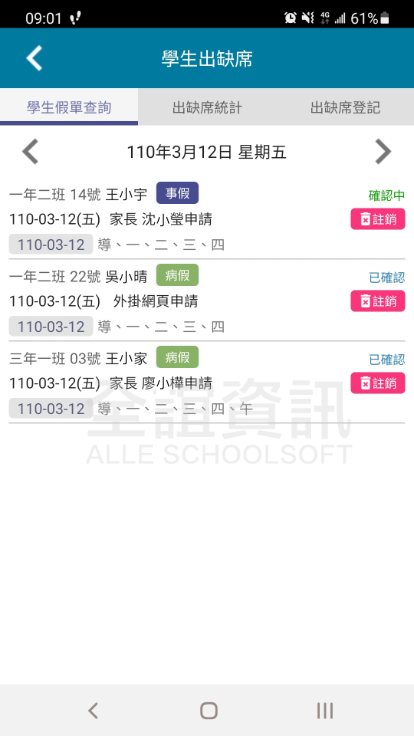 09:01 4G 61%
學生出缺席
學生假單查詢 出缺席統計 出缺席登記
110年3月12日 星期五
一年二班 14號 王小宇 事假 確認中
110-03-12(五) 家長 沈小瑩申請 註銷
110-03-12 導、一、二、三、四
一年二班 22號 吳小晴 病假 已確認
110-03-12(五) 外掛網頁申請 註銷
110-03-12 導、一、二、三、四
三年一班 03號 王小家 病假 已確認
110-03-12(五) 家長 廖小樺申請 註銷
110-03-12 導、一、二、三、四、午
全誼資訊
ALLE SCHOOLSOFT